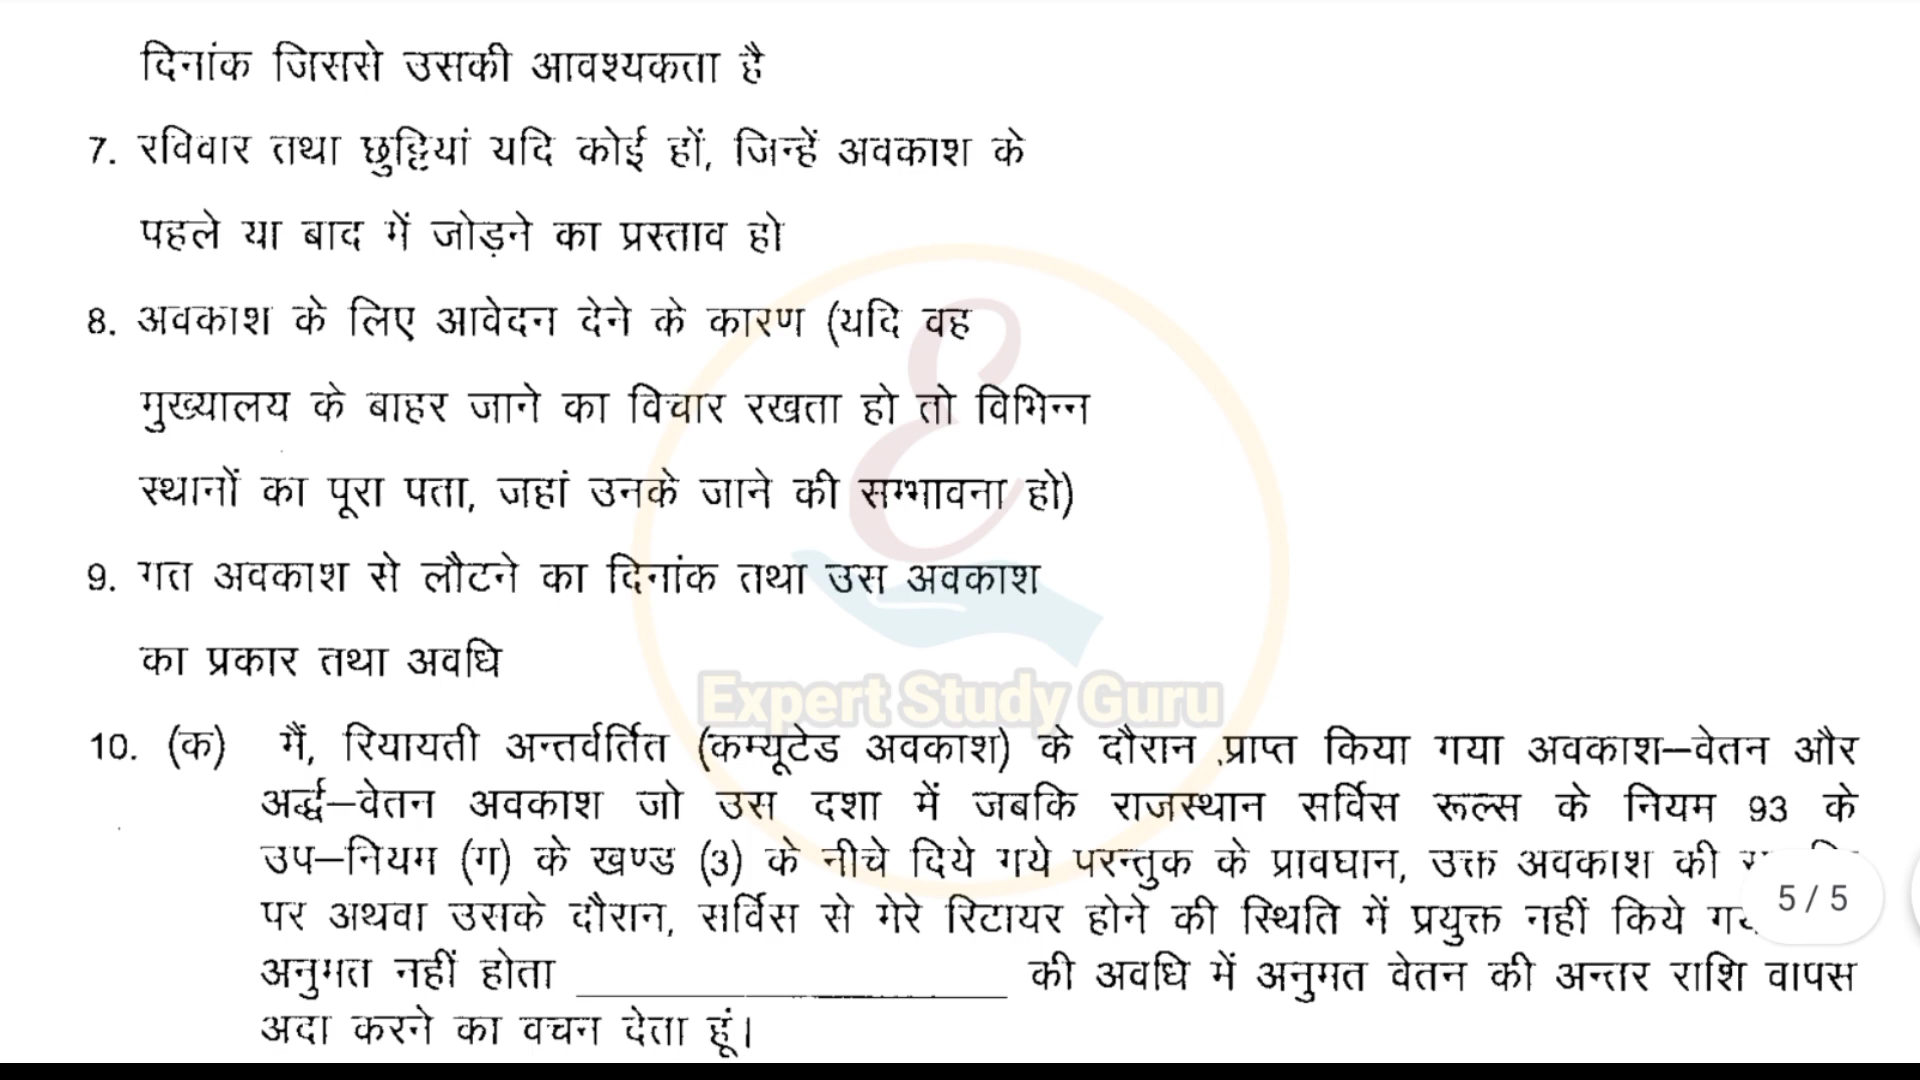 दिनांक जिससे उसकी आवश्यकता है
7. रविवार तथा छुट्टियां यदि कोई हों, जिन्हें अवकाश के
पहले या बाद में जोड़ने का प्रस्ताव हो
8. अवकाश के लिए आवेदन देने के कारण (यदि वह
मुख्यालय के बाहर जाने का विचार रखता हो तो विभिन्न
स्थानों का पूरा पता, जहां उनके जाने की सम्भावना हो)
9. गत अवकाश से लौटने का दिनांक तथा उस अवकाश
का प्रकार तथा अवधि
Expert Study Guru
10. (क) मैं, रियायती अन्तर्वर्तित (कम्यूटेड अवकाश) के दौरान प्राप्त किया गया अवकाश–वेतन और
अर्द्ध–वेतन अवकाश जो उस दशा में जबकि राजस्थान सर्विस रूल्स के नियम 93 के
उप–नियम (ग) के खण्ड (3) के नीचे दिये गये परन्तुक के प्रावघान, उक्त अवकाश की
पर अथवा उसके दौरान, सर्विस से मेरे रिटायर होने की स्थिति में प्रयुक्त नहीं किये
5 / 5
अनुमत नहीं होता ____________ की अवधि में अनुमत वेतन की अन्तर राशि वापस
अदा करने का वचन देता हूं।